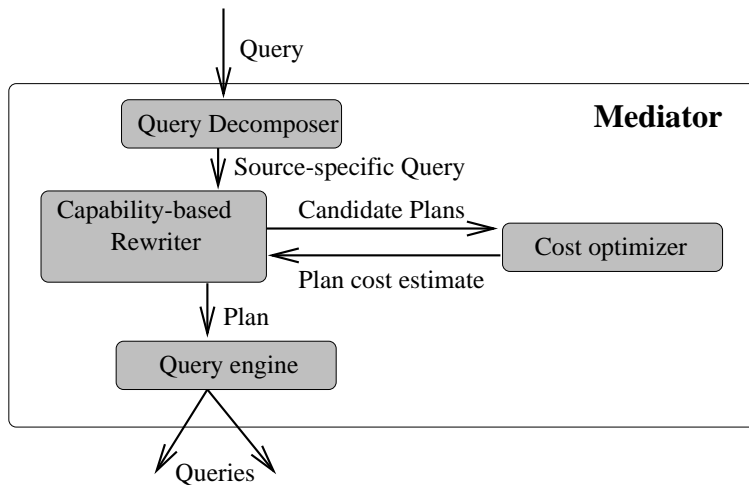 Query
Mediator
Query Decomposer
Source-specific Query
Capability-based
Rewriter
Candidate Plans
Cost optimizer
Plan cost estimate
Plan
Query engine
Queries